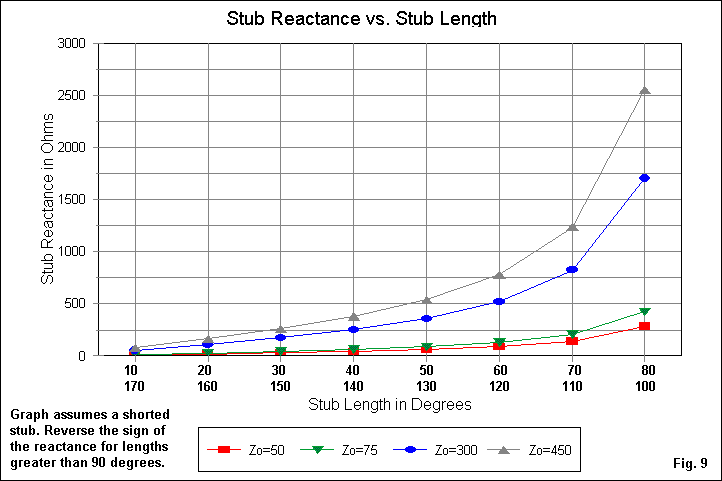 Stub Reactance vs. Stub Length
Stub Reactance in Ohms
3000
2500
2000
1500
1000
500
0
10 20 30 40 50 60 70 80
170 160 150 140 130 120 110 100
Stub Length in Degrees
Graph assumes a shorted
stub. Reverse the sign of
the reactance for lengths
greater than 90 degrees.
Zo=50 Zo=75 Zo=300 Zo=450
Fig. 9